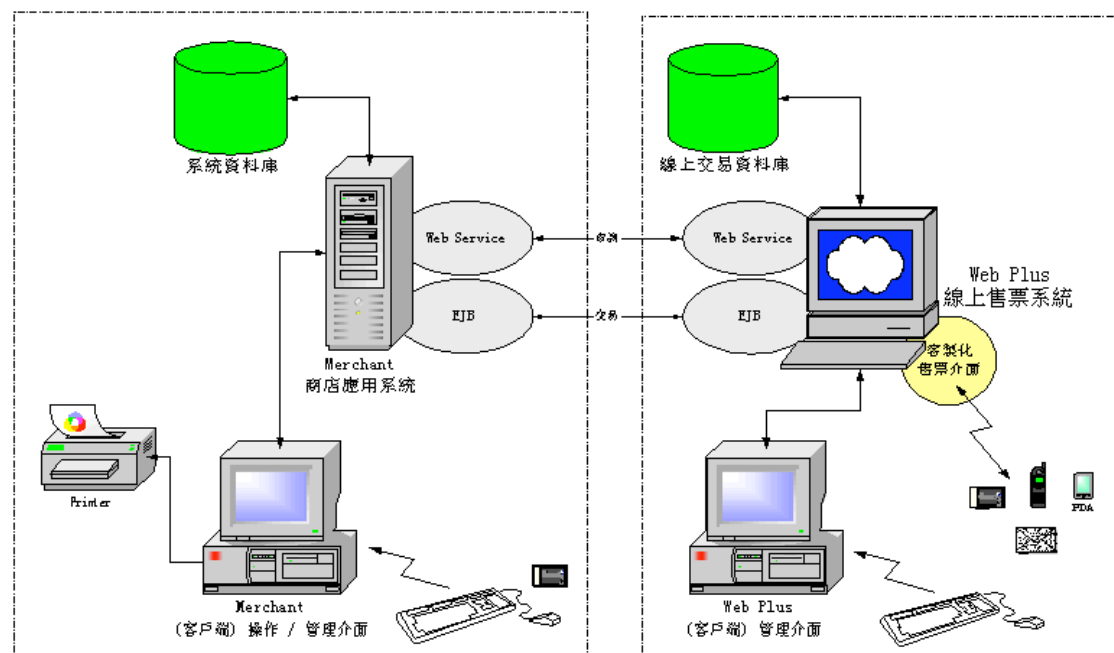 系統資料庫
Web Service
EJB
Merchant
商店應用系統
Printer
Merchant
(客戶端) 操作 / 管理介面
查詢
交易
線上交易資料庫
Web Service
EJB
Web Plus
線上售票系統
客製化
售票介面
PDA
Web Plus
(客戶端) 管理介面